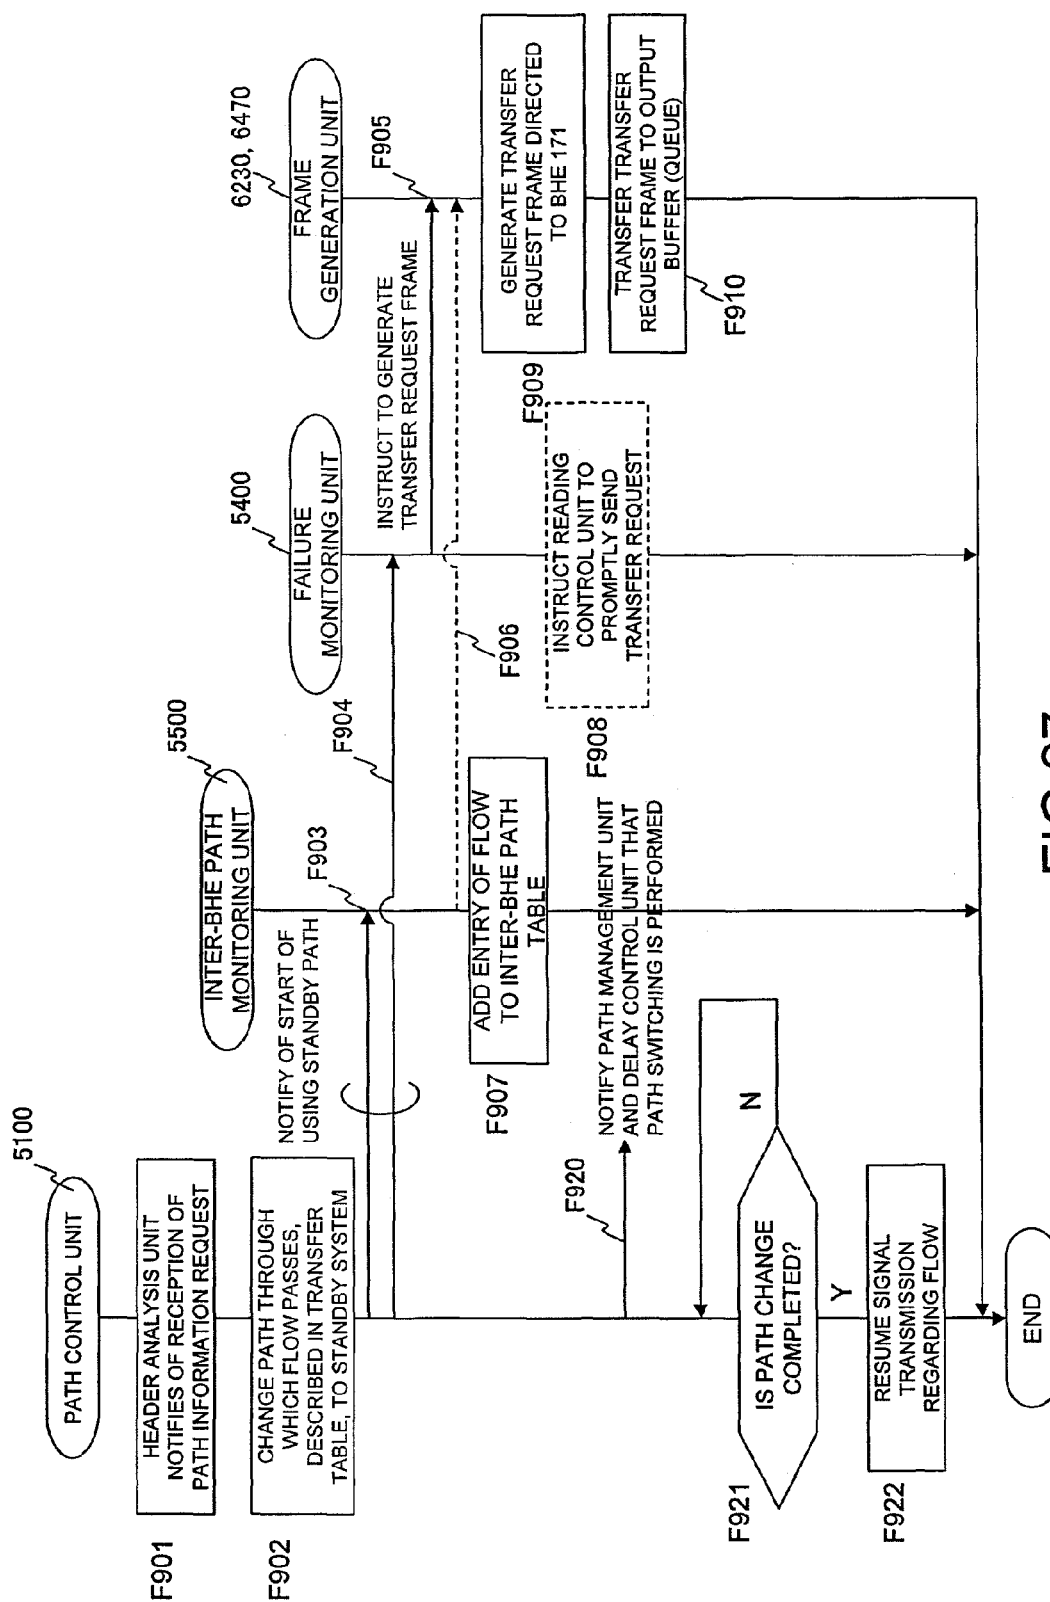 5100
PATH CONTROL UNIT
F901
HEADER ANALYSIS UNIT
NOTIFIES OF RECEPTION OF
PATH INFORMATION REQUEST
F902
CHANGE PATH THROUGH
WHICH FLOW PASSES,
DESCRIBED IN TRANSFER
TABLE, TO STANDBY SYSTEM
5500
INTER-BHE PATH
MONITORING UNIT
NOTIFY OF START OF
USING STANDBY PATH
F903
F904
5400
FAILURE
MONITORING UNIT
INSTRUCT TO GENERATE
TRANSFER REQUEST FRAME
6230, 6470
FRAME
GENERATION UNIT
F905
F906
F907
ADD ENTRY OF FLOW
TO INTER-BHE PATH
TABLE
F908
INSTRUCT READING
CONTROL UNIT TO
PROMPTLY SEND
TRANSFER REQUEST
F909
GENERATE TRANSFER
REQUEST FRAME DIRECTED
TO BHE 171
TRANSFER TRANSFER
REQUEST FRAME TO OUTPUT
BUFFER (QUEUE)
F910
F920
NOTIFY PATH MANAGEMENT UNIT
AND DELAY CONTROL UNIT THAT
PATH SWITCHING IS PERFORMED
F921
IS PATH CHANGE
COMPLETED?
N
Y
F922
RESUME SIGNAL
TRANSMISSION
REGARDING FLOW
END